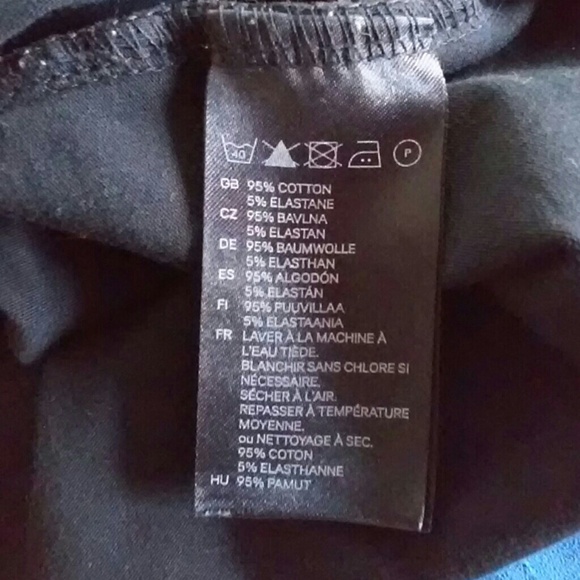 40 P
GB 95% COTTON
5% ELASTANE
CZ 95% BAVLNA
5% ELASTAN
DE 95% BAUMWOLLE
5% ELASTHAN
ES 95% ALGODÓN
5% ELASTÁN
FI 95% PUUVILLAA
5% ELASTAANIA
FR LAVER À LA MACHINE À
L'EAU TIÈDE.
BLANCHIR SANS CHLORE SI
NÉCESSAIRE.
SÉCHER À L'AIR.
REPASSER À TEMPÉRATURE
MOYENNE.
OU NETTOYAGE À SEC.
95% COTON
5% ELASTHANNE
HU 95% PAMUT